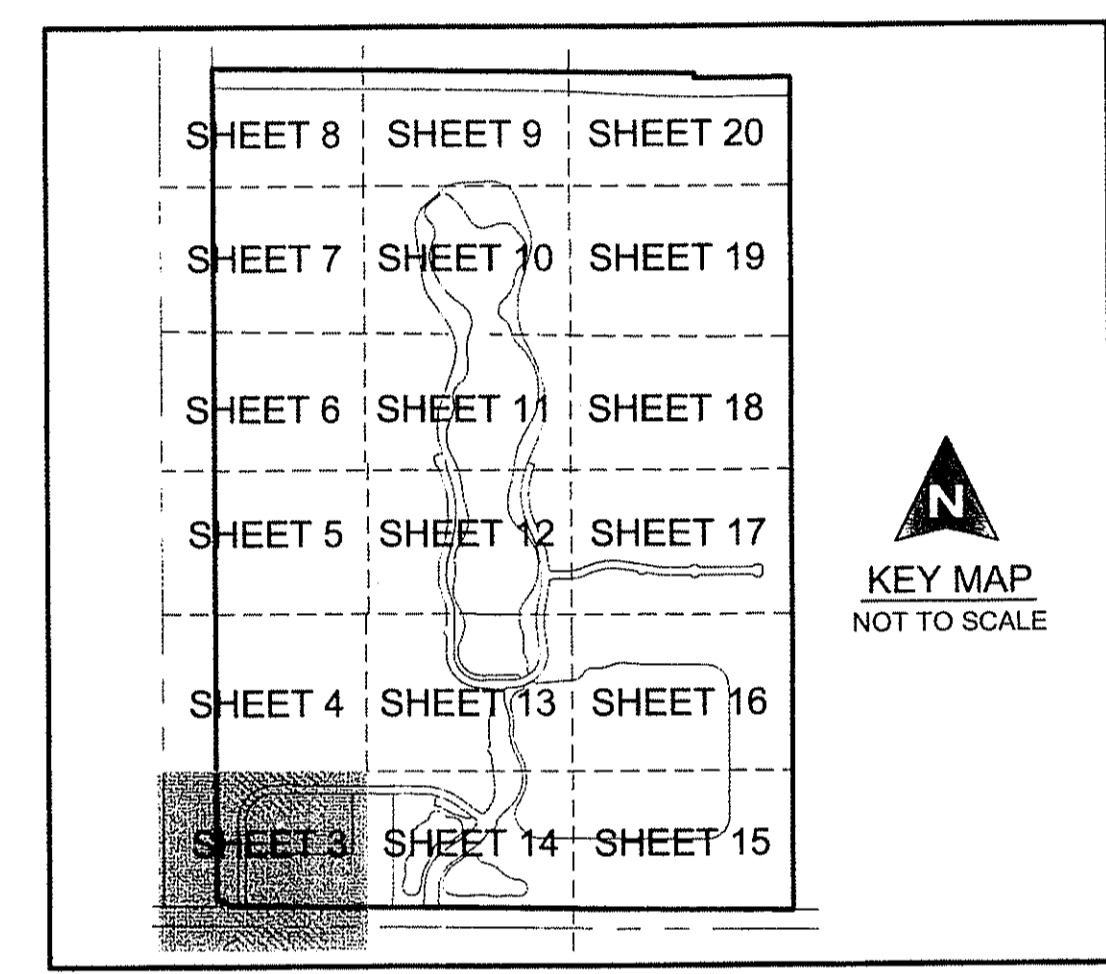 SHEET 8 SHEET 9 SHEET 20
SHEET 7 SHEET 10 SHEET 19
SHEET 6 SHEET 11 SHEET 18
SHEET 5 SHEET 12 SHEET 17
SHEET 4 SHEET 13 SHEET 16
SHEET 3 SHEET 14 SHEET 15
N
KEY MAP
NOT TO SCALE